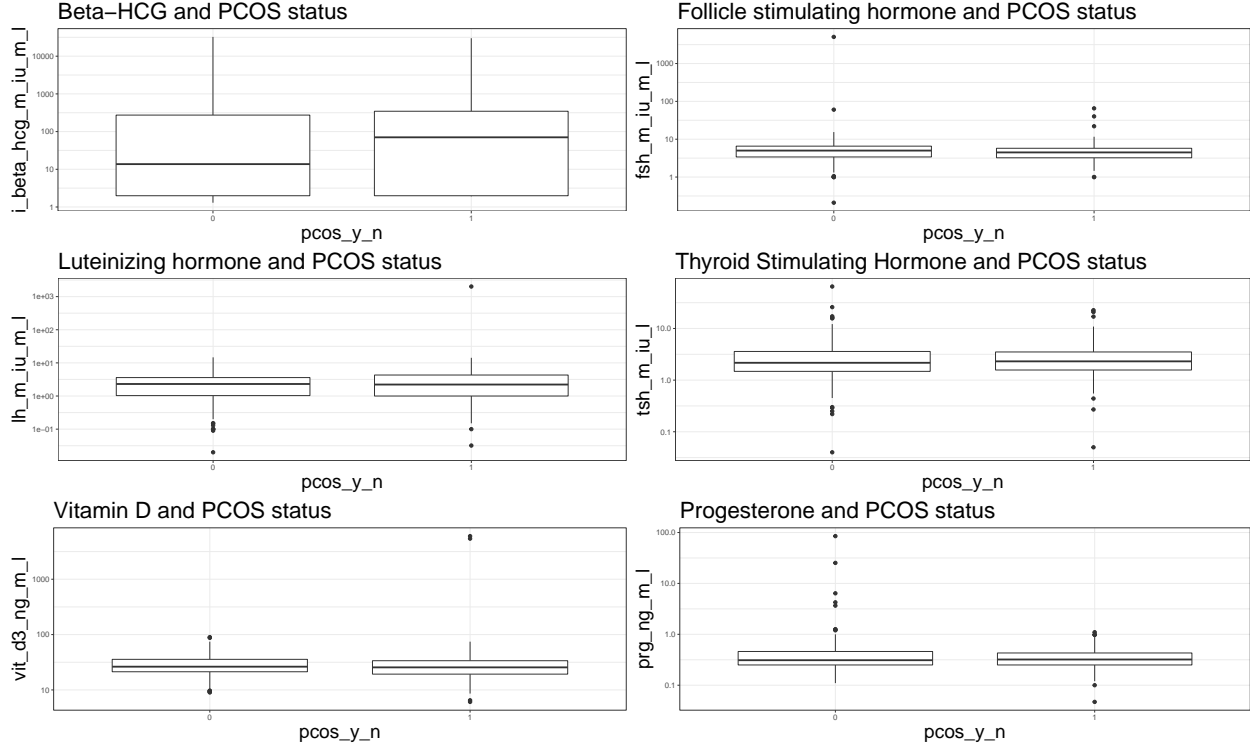 Beta−HCG and PCOS status
i_beta_hcg_m_iu_m_l
10000
1000
100
10
1
0
1
pcos_y_n
Follicle stimulating hormone and PCOS status
fsh_m_iu_m_l
1000
100
10
1
0
1
pcos_y_n
Luteinizing hormone and PCOS status
lh_m_iu_m_l
1e+03
1e+02
1e+01
1e+00
1e−01
0
1
pcos_y_n
Thyroid Stimulating Hormone and PCOS status
tsh_m_iu_l
10.0
1.0
0.1
0
1
pcos_y_n
Vitamin D and PCOS status
vit_d3_ng_m_l
1000
100
10
0
1
pcos_y_n
Progesterone and PCOS status
prg_ng_m_l
100.0
10.0
1.0
0.1
0
1
pcos_y_n